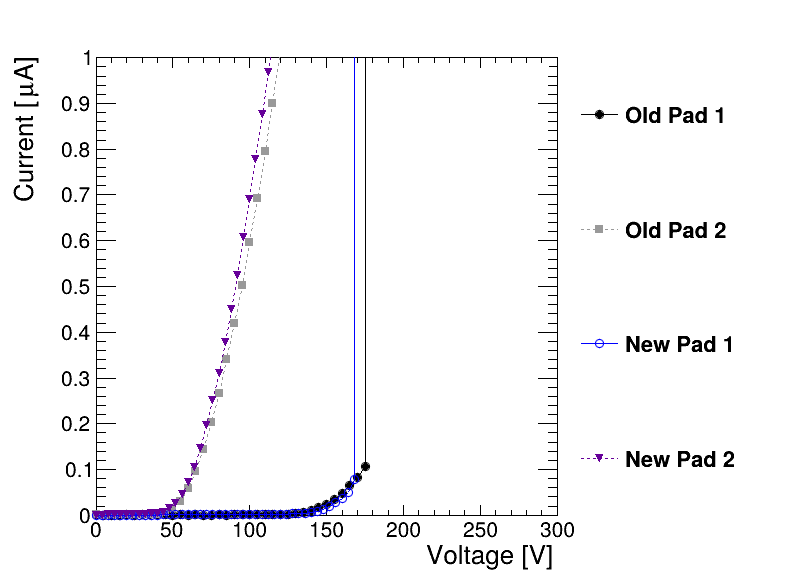 Current [μA]
1
0.9
0.8
0.7
0.6
0.5
0.4
0.3
0.2
0.1
0
0 50 100 150 200 250 300
Voltage [V]
Old Pad 1
Old Pad 2
New Pad 1
New Pad 2